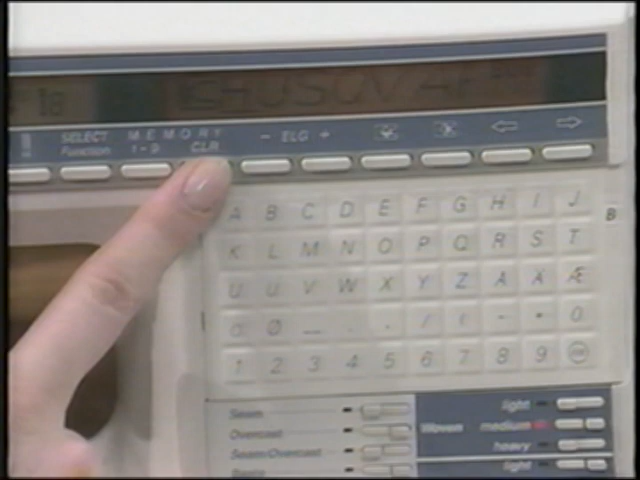 SELECT MEMORY - ELG +
Function 1-9 CLR
A B C D E F G H I J
K L M N O P Q R S T
U Ü V W X Y Z Å Ä Æ
Ö Ø _ . , / ( - • 0
1 2 3 4 5 6 7 8 9
B
Seam
Overcast
Seam/Overcast
Baste
Woven
light
medium
heavy
light